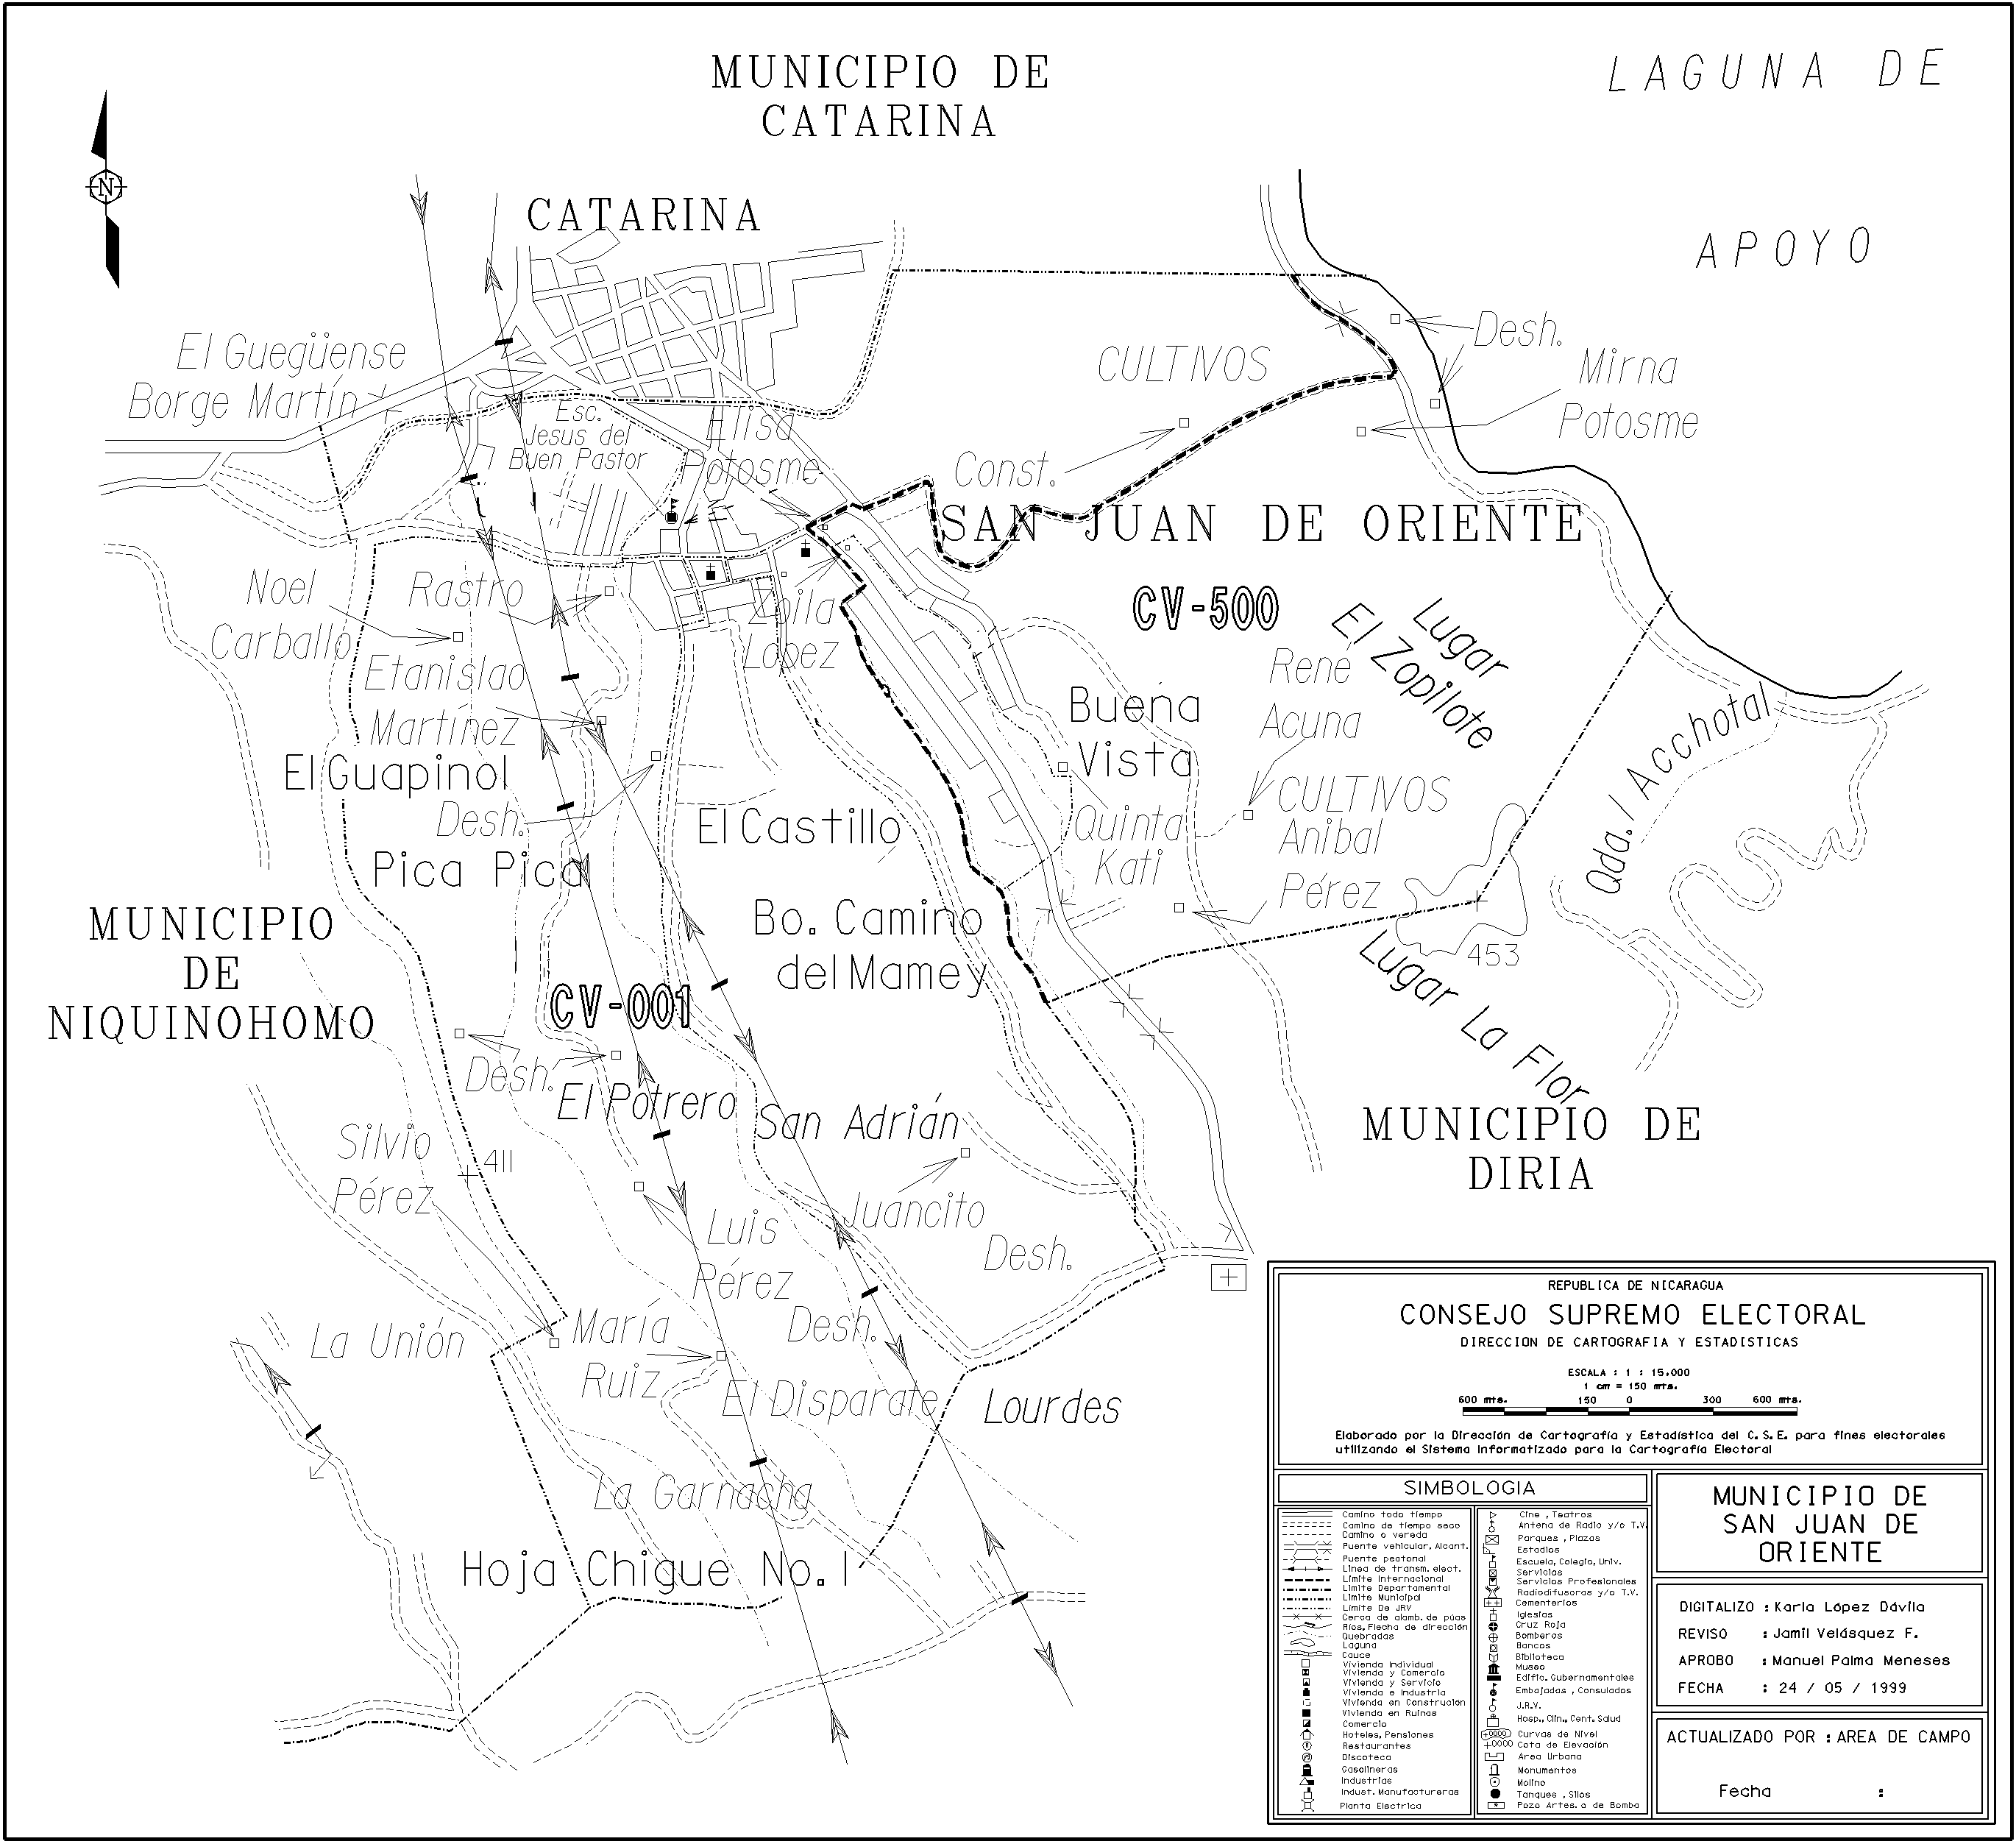 MUNICIPIO DE
CATARINA
LAGUNA DE
APOYO
N
CATARINA
El Guegüense
Borge Martín
Esc.
Jesus del
Buen Pastor
Elisa
Potosme
CULTIVOS
Const.
Desh.
Mirna
Potosme
SAN JUAN DE ORIENTE
CV-500
Noel
Carballo
Rastro
Zoila
López
Etanislao
Martínez
El Guapinol
Desh.
Pica Pica
El Castillo
Buena
Vista
Lugar
El Zopilote
René
Acuna
CULTIVOS
Anibal
Pérez
Quinta
Kati
Qda. / Acchotal
453
Lugar La Flor
Bo. Camino
del Mamey
MUNICIPIO
DE
NIQUINOHOMO
CV-001
Desh.
El Potrero
San Adrián
MUNICIPIO DE
DIRIA
Silvio
Pérez
411
Juancito
Desh.
Luis
Pérez
Desh.
La Unión
María
Ruiz
El Disparate
Lourdes
La Garnacha
Hoja Chigue No. 1
REPUBLICA DE NICARAGUA
CONSEJO SUPREMO ELECTORAL
DIRECCION DE CARTOGRAFIA Y ESTADISTICAS
ESCALA : 1 : 15.000
1 cm = 150 mts.
600 mts. 150 0 300 600 mts.
Elaborado por la Dirección de Cartografía y Estadística del C.S.E. para fines electorales
utilizando el Sistema Informatizado para la Cartografía Electoral
SIMBOLOGIA
Camino todo tiempo
Camino de tiempo seco
Camino o vereda
Puente vehicular, Alcant.
Puente peatonal
Línea de transm. elect.
Límite Internacional
Límite Departamental
Límite Municipal
Límite De JRV
Cerca de alamb. de púas
Ríos, Flecha de dirección
Quebradas
Laguna
Cauce
Vivienda Individual
Vivienda y Comercio
Vivienda y Servicio
Vivienda e Industria
Vivienda en Construcion
Vivienda en Ruinas
Comercio
Hoteles, Pensiones
Restaurantes
Discoteca
Gasolineras
Industrias
Indust. Manufactureras
Planta Electrica
Cine , Teatros
Antena de Radio y/o T.V.
Parques , Plazas
Estadios
Escuela, Colegio, Univ.
Servicios
Servicios Profesionales
Radiodifusoras y/o T.V.
Cementerios
Iglesias
Cruz Roja
Bomberos
Bancos
Biblioteca
Museo
Edific. Gubernamentales
Embajadas , Consulados
J.R.V.
Hosp., Clín., Cent. Salud
Curvas de Nivel
+0000 Cota de Elevación
Area Urbana
Monumentos
Molino
Tanques , Silos
Pozo Artes. o de Bomba
MUNICIPIO DE
SAN JUAN DE
ORIENTE
DIGITALIZO : Karla López Dávila
REVISO : Jamil Velásquez F.
APROBO : Manuel Palma Meneses
FECHA : 24 / 05 / 1999
ACTUALIZADO POR : AREA DE CAMPO
Fecha :